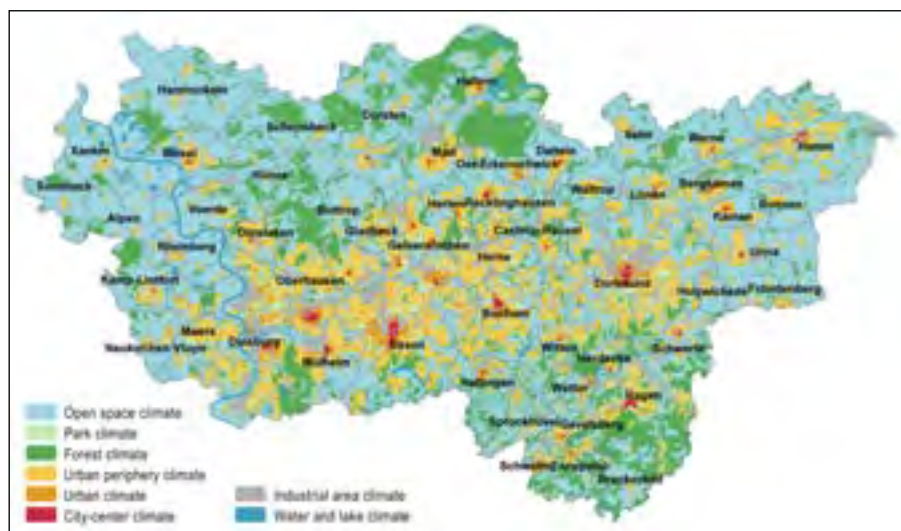 Haltern
Hamminkeln
Dorsten
Schermbeck
Selm
Werne
Hamm
Xanten
Wesel
Marl
Datteln
Oer-Erkenschwick
Sonsbeck
Hünxe
Waltrop
Lünen
Bergkamen
Voerde
Bottrop
Herten
Recklinghausen
Kamen
Bönen
Alpen
Dinslaken
Gladbeck
Castrop-Rauxel
Rheinberg
Gelsenkirchen
Herne
Unna
Kamp-Lintfort
Oberhausen
Dortmund
Holzwickede
Fröndenberg
Moers
Bochum
Neukirchen-Vluyn
Duisburg
Essen
Witten
Schwerte
Mülheim
Herdecke
Hattingen
Wetter
Hagen
Sprockhövel
Gevelsberg
Schwelm
Ennepetal
Breckerfeld
Open space climate
Park climate
Forest climate
Urban periphery climate
Urban climate
City-center climate
Industrial area climate
Water and lake climate